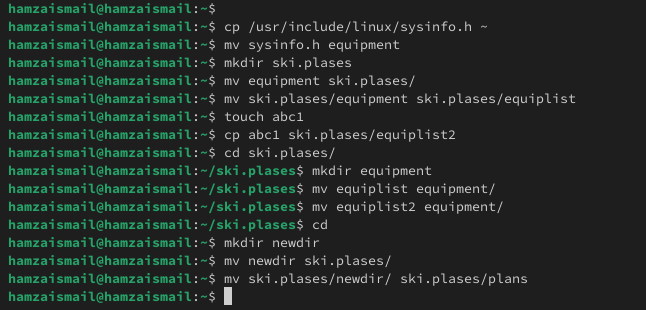 hamzaismail@hamzaismail:~$
hamzaismail@hamzaismail:~$ cp /usr/include/linux/sysinfo.h ~
hamzaismail@hamzaismail:~$ mv sysinfo.h equipment
hamzaismail@hamzaismail:~$ mkdir ski.plases
hamzaismail@hamzaismail:~$ mv equipment ski.plases/
hamzaismail@hamzaismail:~$ mv ski.plases/equipment ski.plases/equiplist
hamzaismail@hamzaismail:~$ touch abc1
hamzaismail@hamzaismail:~$ cp abc1 ski.plases/equiplist2
hamzaismail@hamzaismail:~$ cd ski.plases/
hamzaismail@hamzaismail:~/ski.plases$ mkdir equipment
hamzaismail@hamzaismail:~/ski.plases$ mv equiplist equipment/
hamzaismail@hamzaismail:~/ski.plases$ mv equiplist2 equipment/
hamzaismail@hamzaismail:~/ski.plases$ cd
hamzaismail@hamzaismail:~$ mkdir newdir
hamzaismail@hamzaismail:~$ mv newdir ski.plases/
hamzaismail@hamzaismail:~$ mv ski.plases/newdir/ ski.plases/plans
hamzaismail@hamzaismail:~$